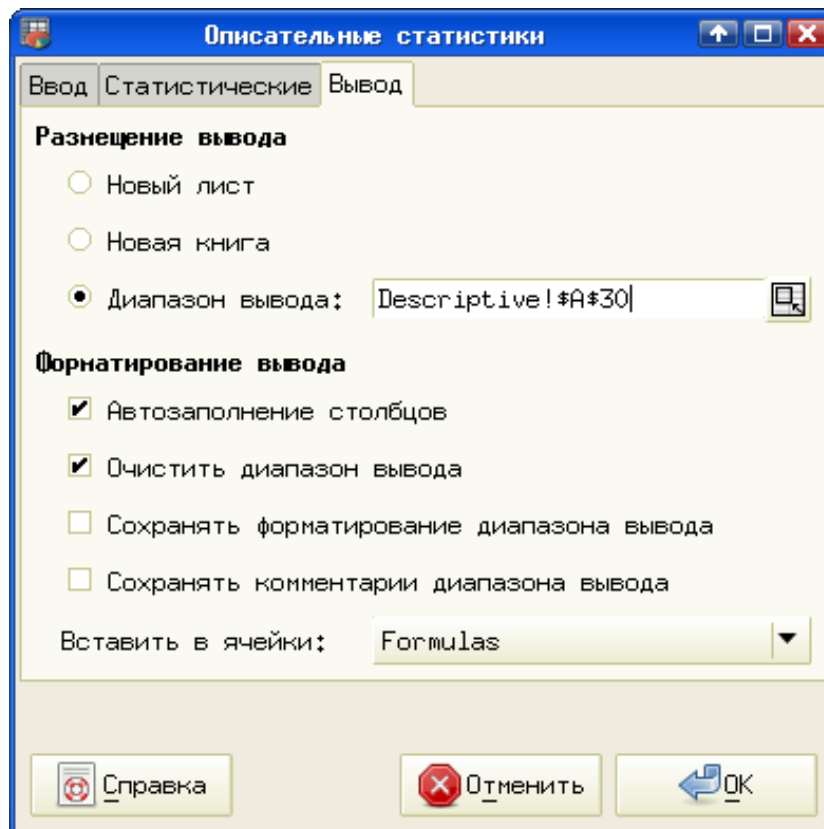 Описательные статистики
Ввод Статистические Вывод
Размещение вывода
Новый лист
Новая книга
Диапазон вывода: Descriptive!$A$30
Форматирование вывода
Автозаполнение столбцов
Очистить диапазон вывода
Сохранять форматирование диапазона вывода
Сохранять комментарии диапазона вывода
Вставить в ячейки: Formulas
Справка Отменить OK